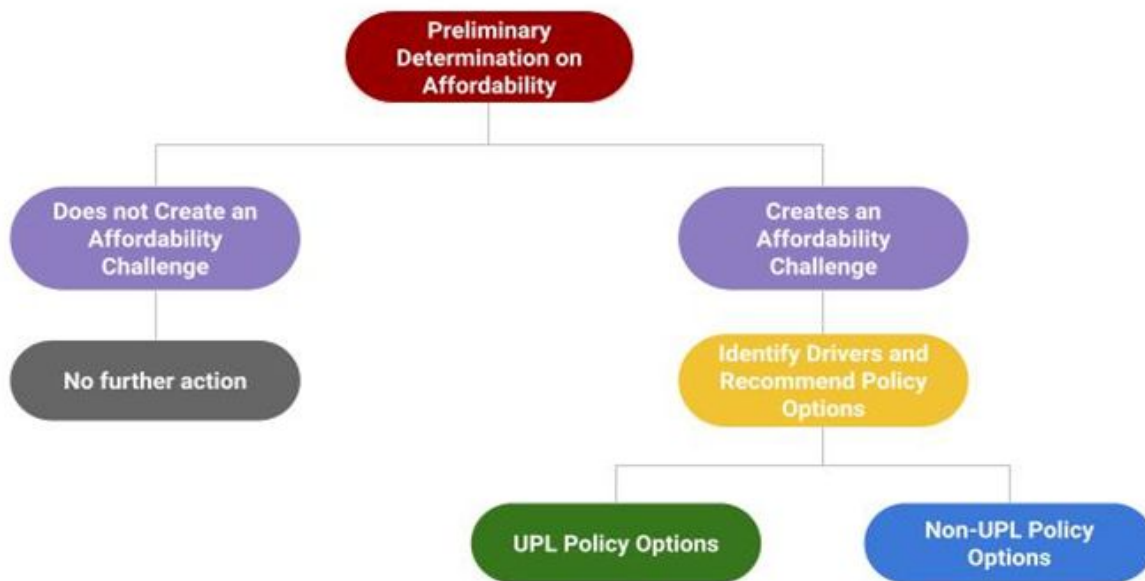 Preliminary
Determination on
Affordability
Does not Create an
Affordability
Challenge
Creates an
Affordability
Challenge
No further action
Identify Drivers and
Recommend Policy
Options
UPL Policy Options
Non-UPL Policy
Options